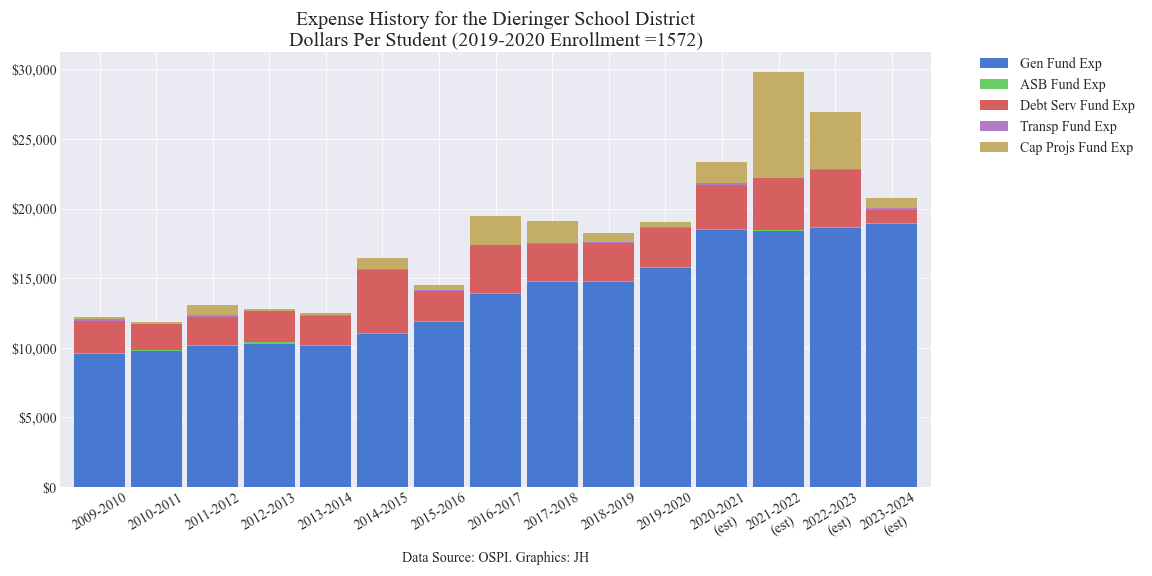 Expense History for the Dieringer School District
Dollars Per Student (2019-2020 Enrollment =1572)
$30,000
$25,000
$20,000
$15,000
$10,000
$5,000
$0
Gen Fund Exp
ASB Fund Exp
Debt Serv Fund Exp
Transp Fund Exp
Cap Projs Fund Exp
2009-2010
2010-2011
2011-2012
2012-2013
2013-2014
2014-2015
2015-2016
2016-2017
2017-2018
2018-2019
2019-2020
2020-2021
(est)
2021-2022
(est)
2022-2023
(est)
2023-2024
(est)
Data Source: OSPI. Graphics: JH